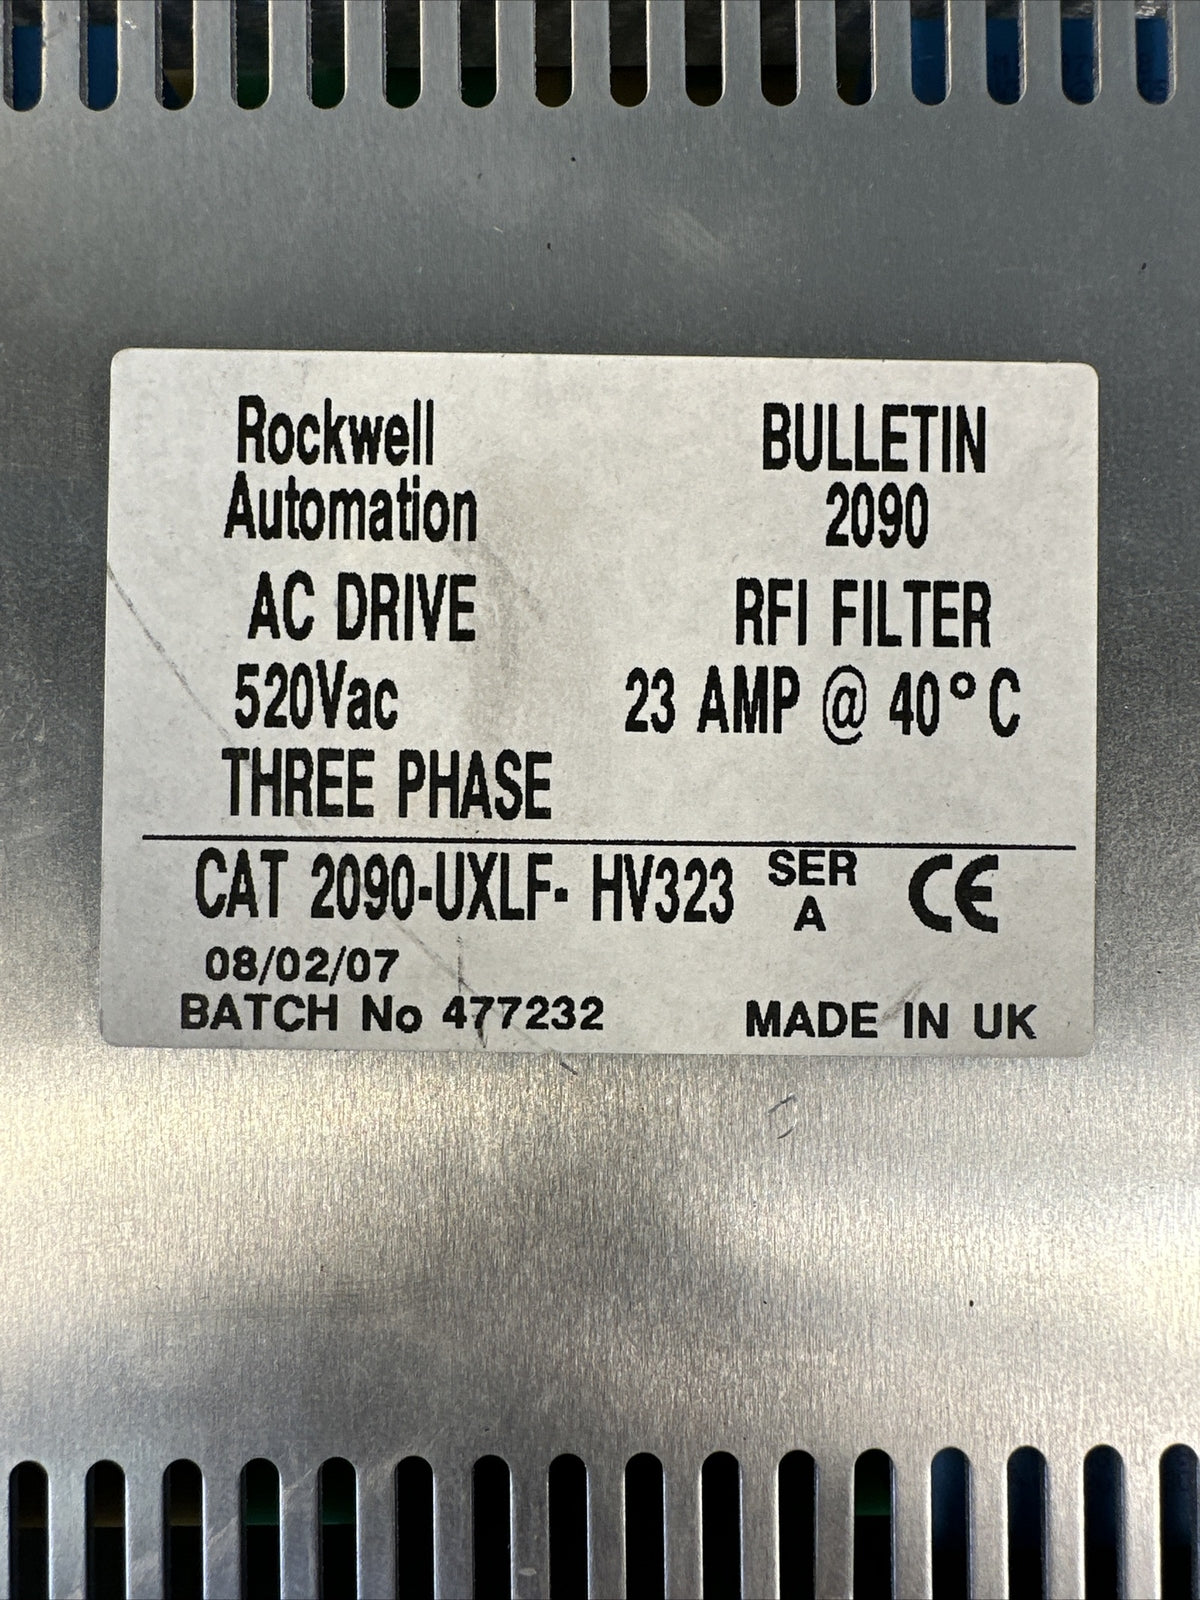 Rockwell
Automation
BULLETIN
2090
AC DRIVE
RFI FILTER
520Vac
23 AMP @ 40°C
THREE PHASE
CAT 2090-UXLF- HV323
SER
A
CE
08/02/07
BATCH No 477232
MADE IN UK